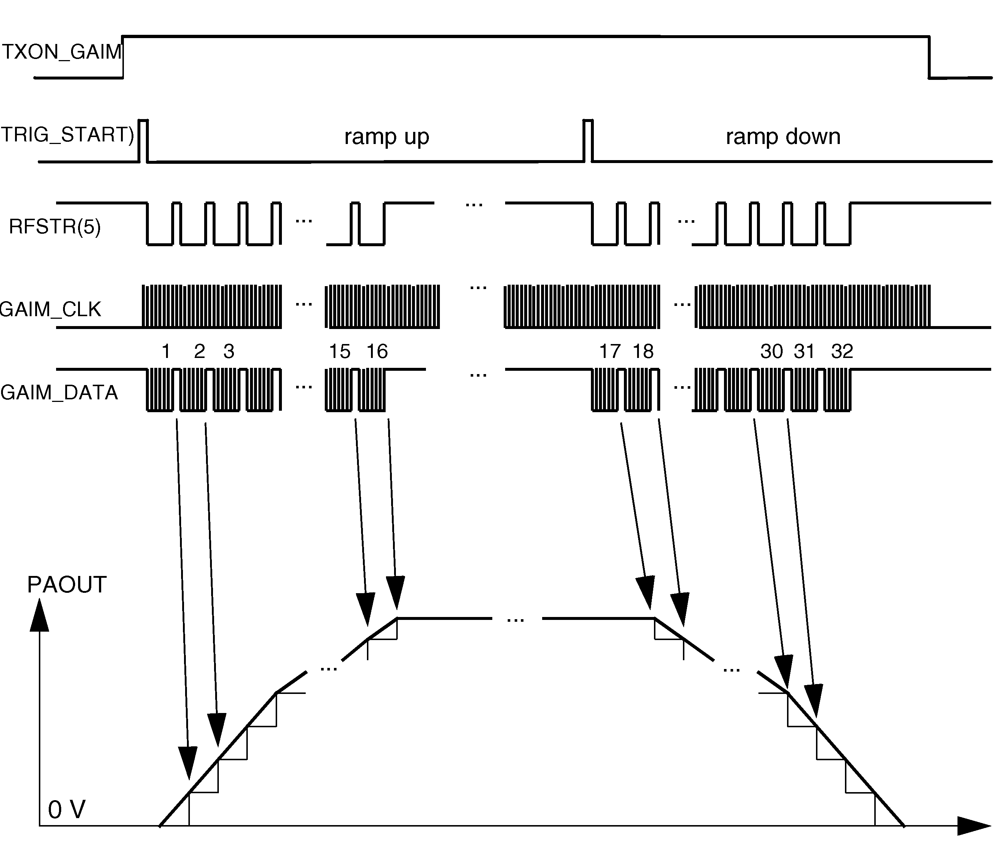 TXON_GAIM
TRIG_START) ramp up ramp down
...
RFSTR(5) ... ...
...
GAIM_CLK ... ...
1 2 3 15 16 17 18 30 31 32
...
GAIM_DATA ... ...
PAOUT
...
... ...
0 V